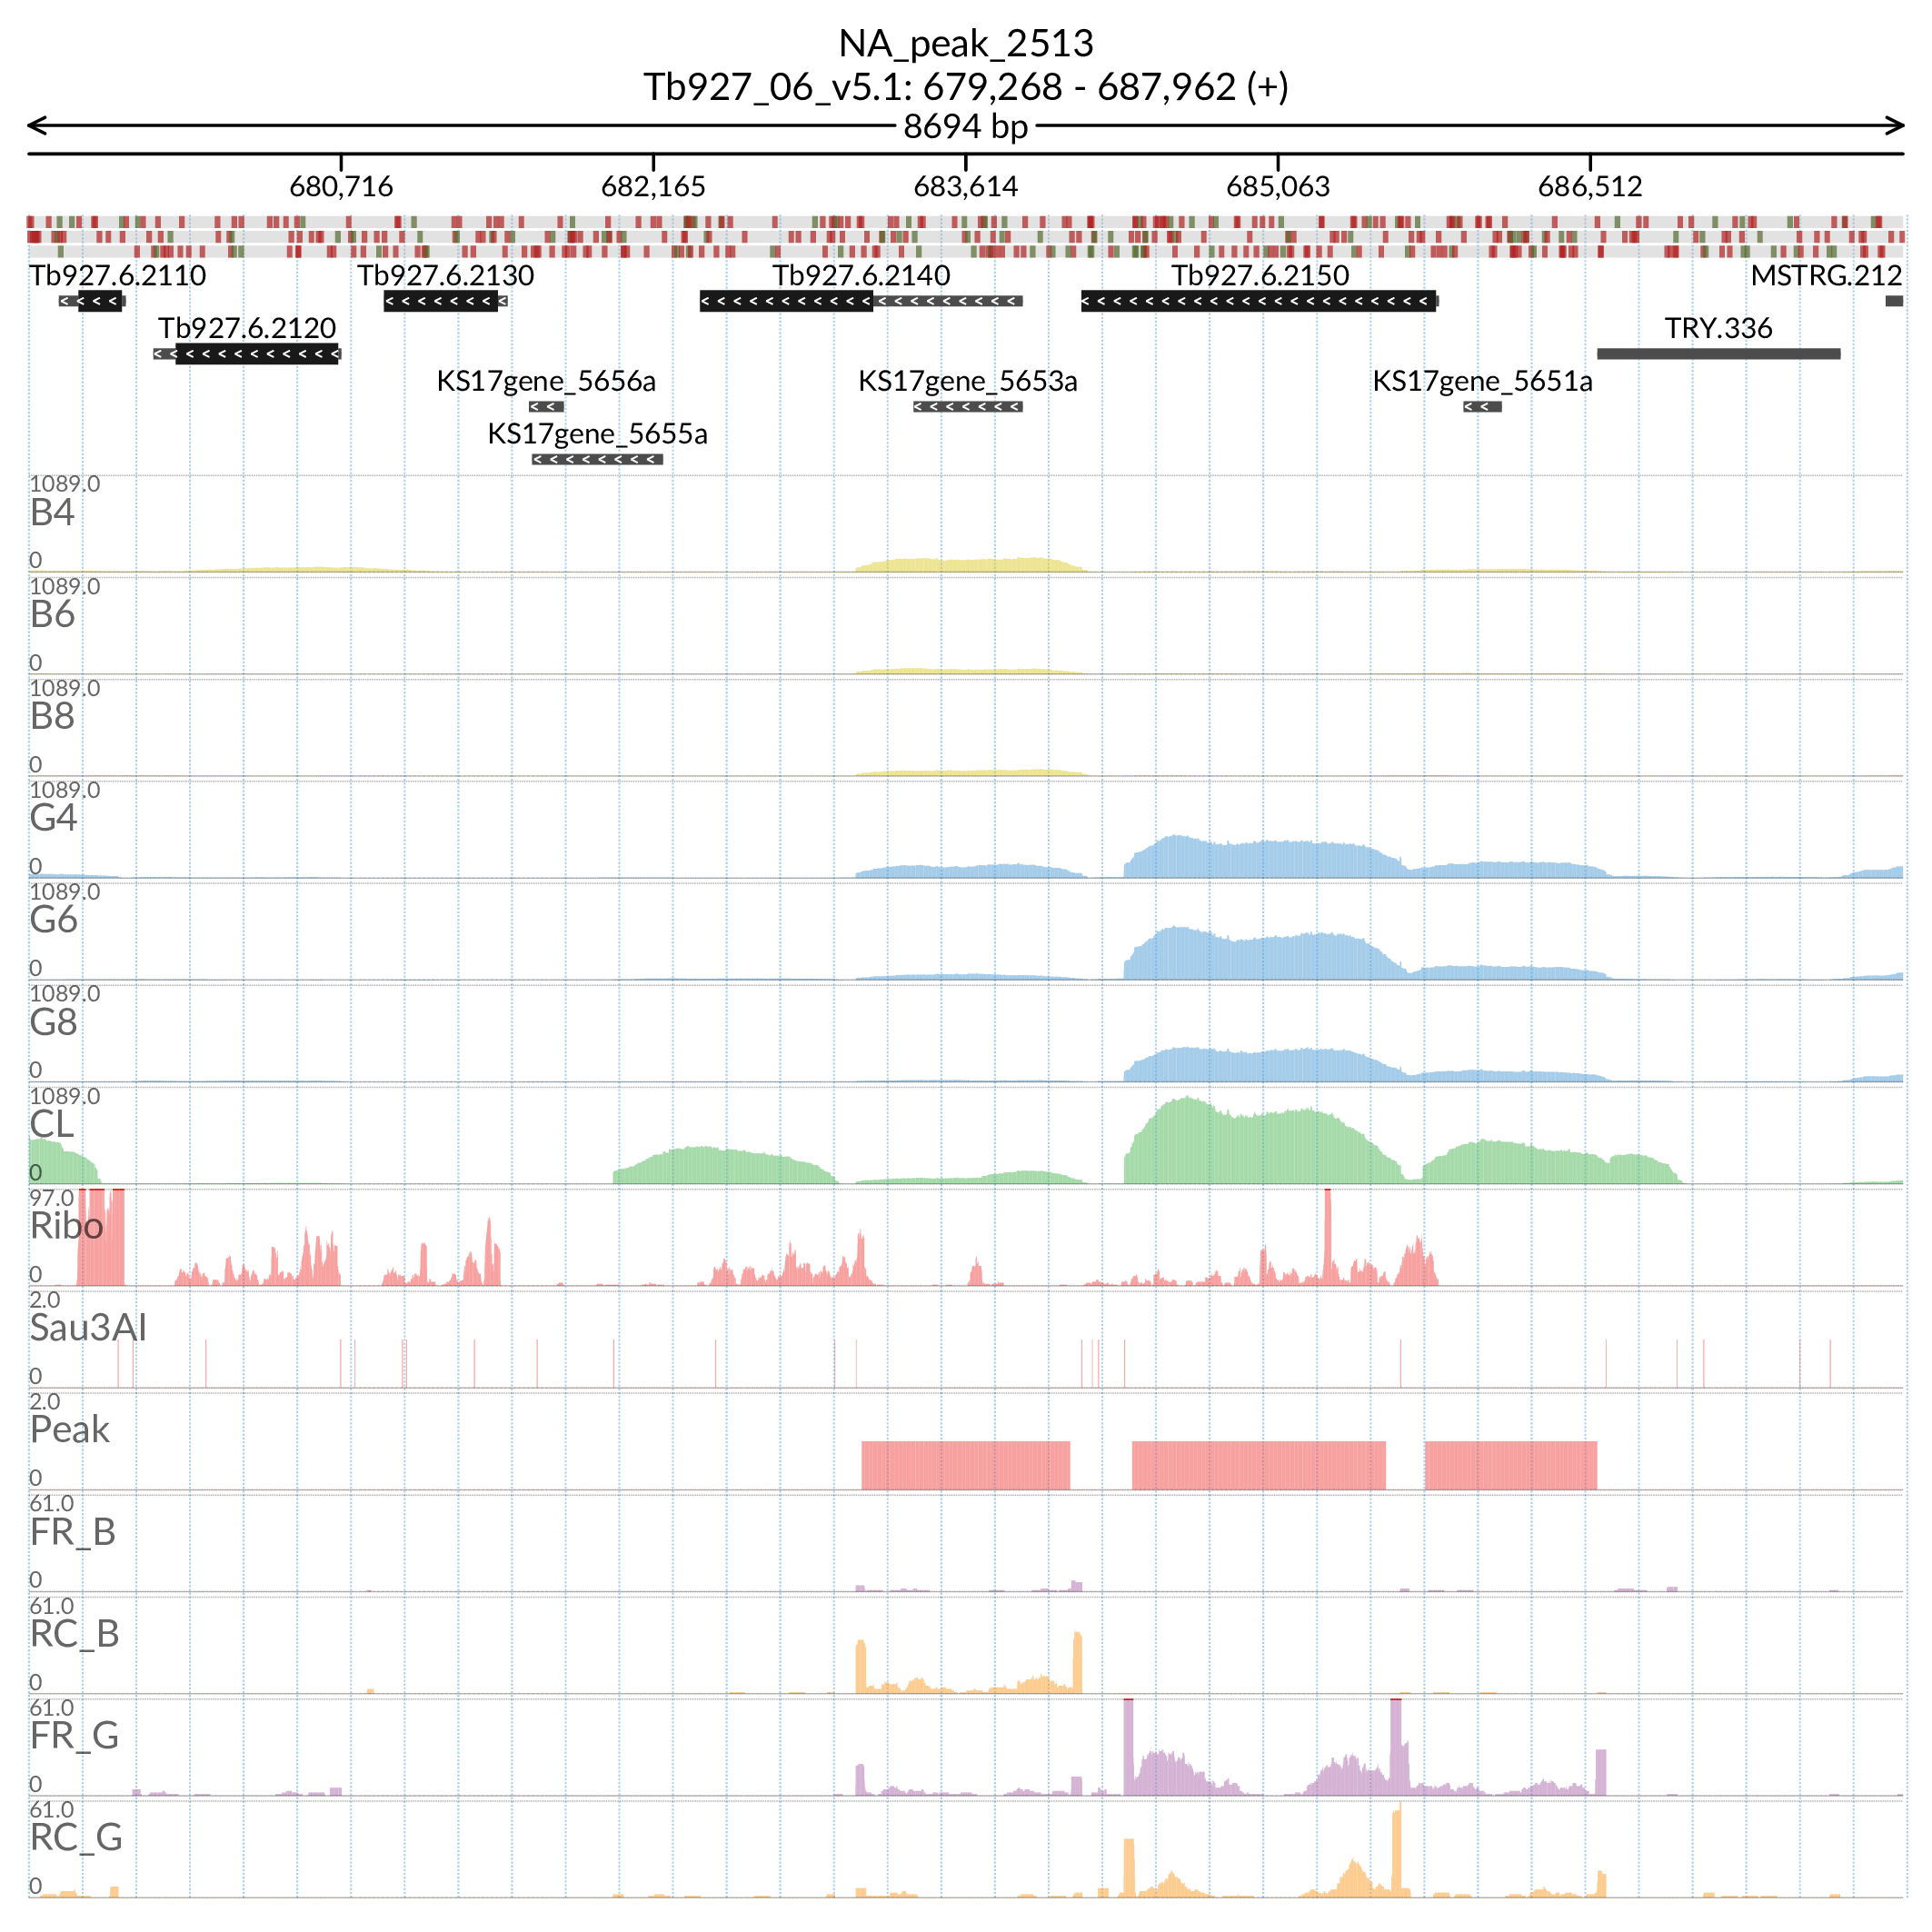 NA_peak_2513
Tb927_06_v5.1: 679,268 - 687,962 (+)
8694 bp
680,716 682,165 683,614 685,063 686,512
Tb927.6.2110 Tb927.6.2130 Tb927.6.2140 Tb927.6.2150 MSTRG.212
Tb927.6.2120 TRY.336
KS17gene_5656a KS17gene_5653a KS17gene_5651a
KS17gene_5655a
1089.0
B4
0
1089.0
B6
0
1089.0
B8
0
1089.0
G4
0
1089.0
G6
0
1089.0
G8
0
1089.0
CL
0
97.0
Ribo
0
2.0
Sau3AI
0
2.0
Peak
0
61.0
FR_B
0
61.0
RC_B
0
61.0
FR_G
0
61.0
RC_G
0